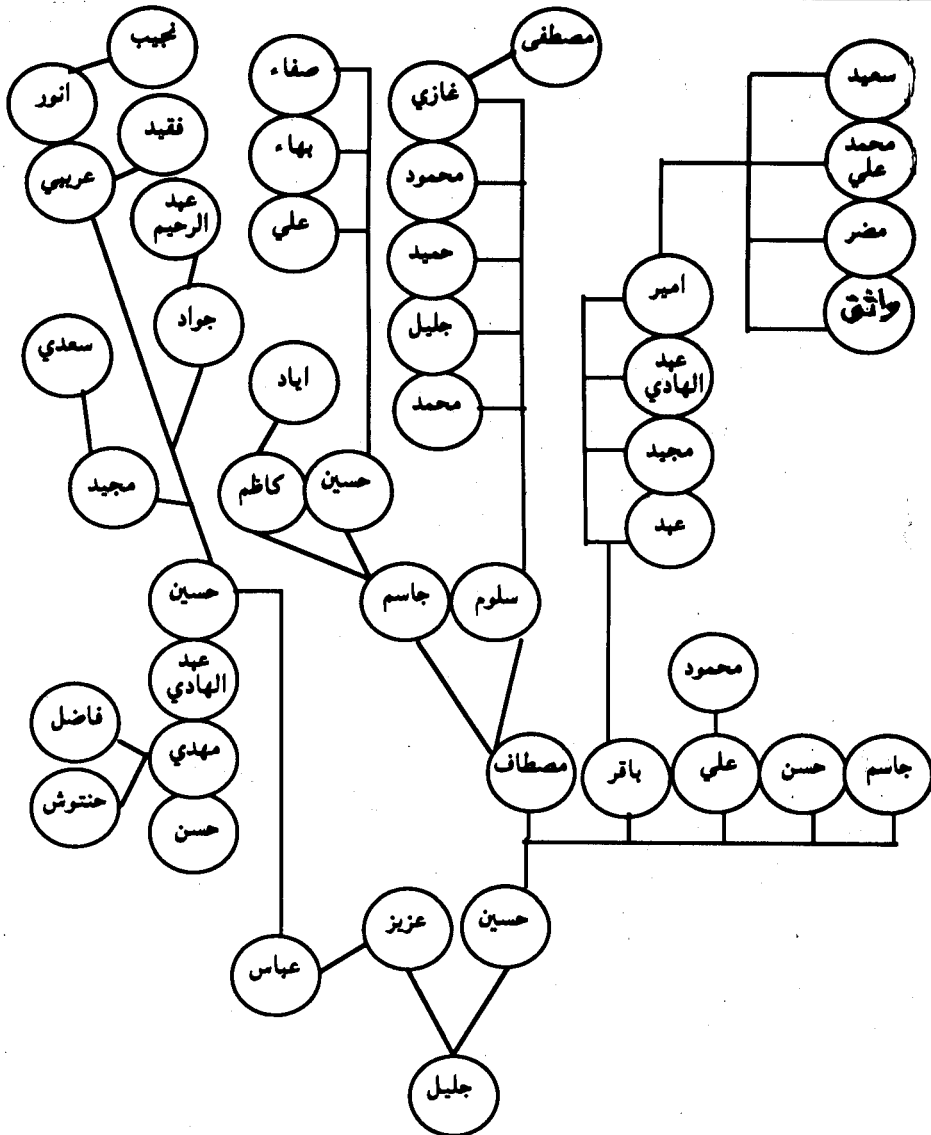 نجيب
مصطفى
انور
صفاء
غازي
سعيد
فقيد
بهاء
محمد
علي
عريبي
محمود
عبد
الرحيم
علي
حميد
مضر
امير
واثق
جواد
جليل
سعدي
اياد
محمد
عبد
الهادي
مجيد
مجيد
كاظم
حسين
عبد
حسين
جاسم
سلوم
عبد
الهادي
محمود
فاضل
مهدي
مصطاف
باقر
علي
حسن
جاسم
حنتوش
حسن
عزيز
حسين
عباس
جليل